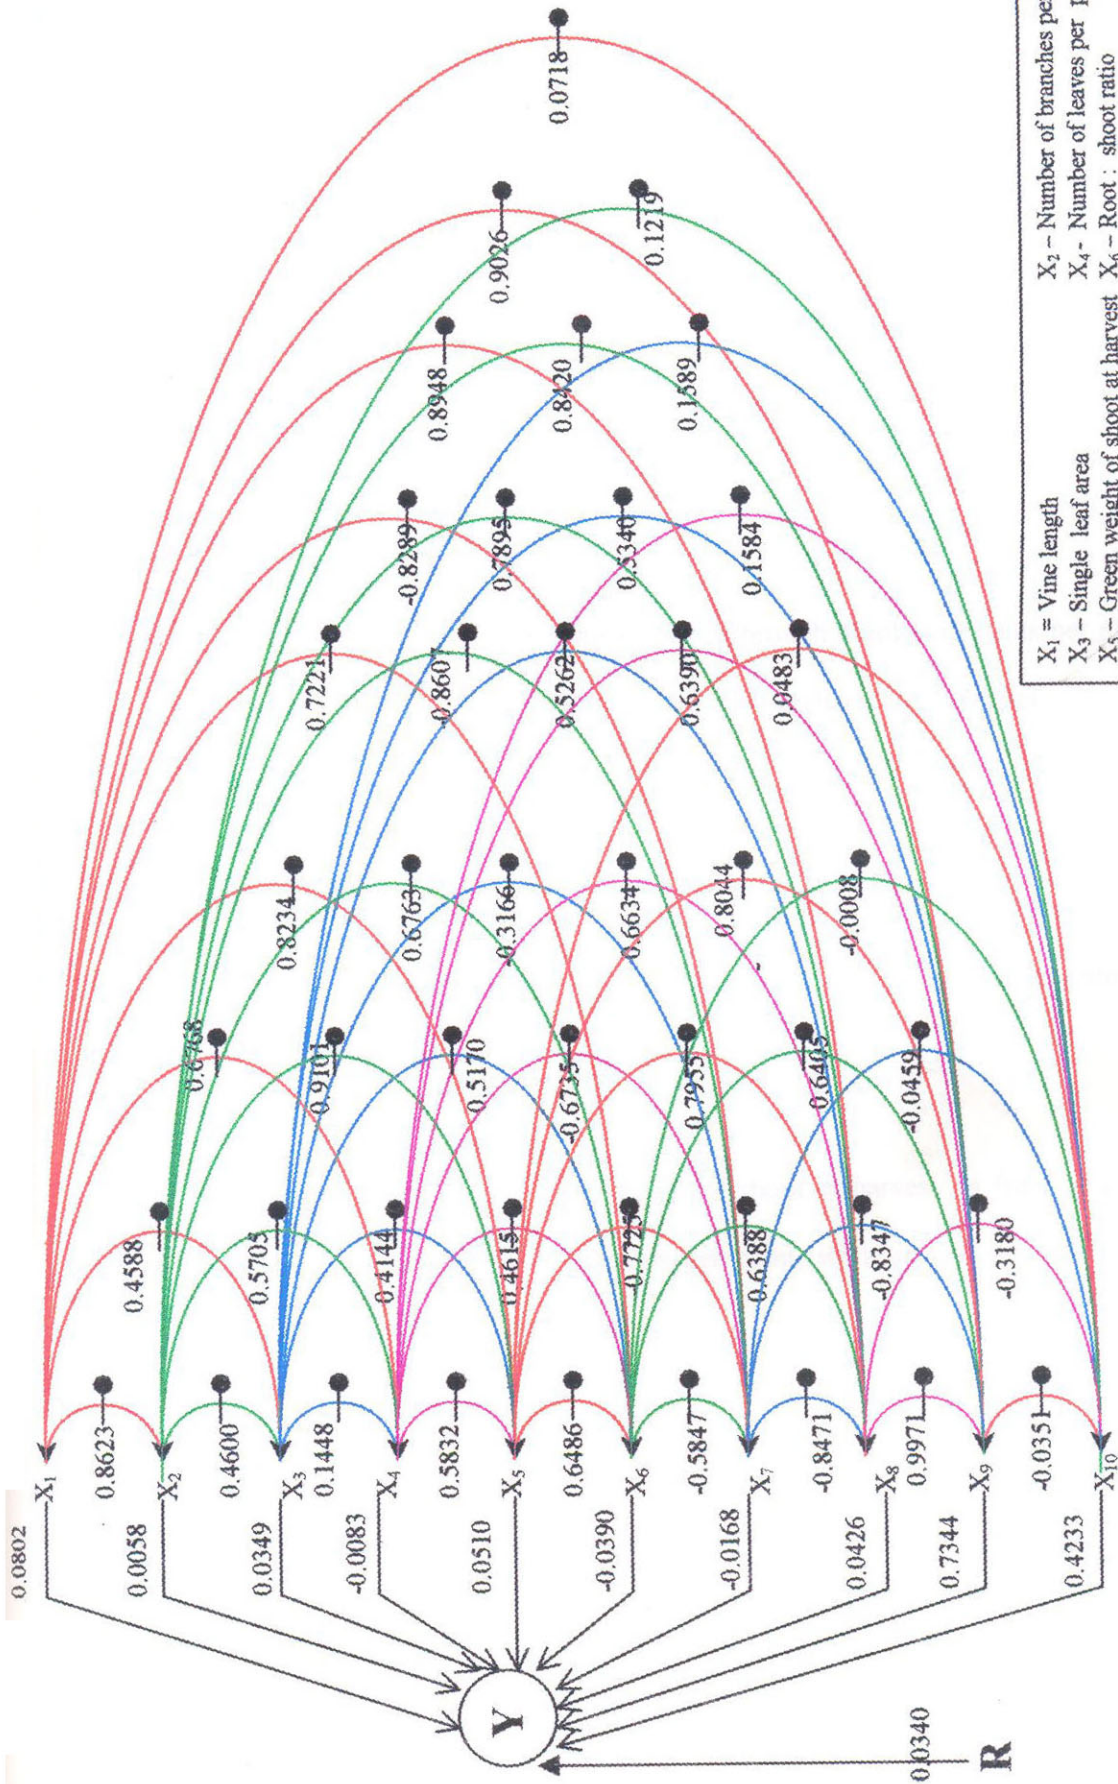 Y
R 0.0340
0.4233 0.7344 0.0426 -0.0168 -0.0390 0.0510 -0.0083 0.0349 0.0058 0.0802
X10 X9 X8 X7 X6 X5 X4 X3 X2 X1
-0.0351 0.9971 -0.8471 -0.5847 0.6486 0.5832 0.1448 0.4600 0.8623
-0.3180 -0.8347 0.6388 -0.7725 0.4615 0.4144 0.5705 0.4588
-0.0459 0.6405 0.7955 -0.6735 0.5170 0.9101 0.6768
-0.0008 - 0.8044 0.6634 -0.3166 0.6763 0.8234
0.0483 0.6390 0.5262 -0.8607 0.7221
0.1584 0.5340 0.7895 -0.8289
0.1589 0.8420 0.8948
0.1219 0.9026
0.0718
X1 = Vine length X2 – Number of branches
X3 – Single leaf area X4 - Number of leaves per
X5 – Green weight of shoot at harvest X6 – Root : shoot ratio